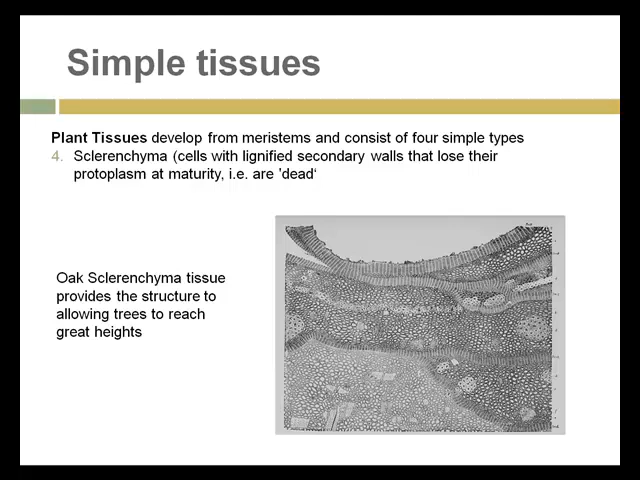 Simple tissues
Plant Tissues develop from meristems and consist of four simple types
4. Sclerenchyma (cells with lignified secondary walls that lose their
protoplasm at maturity, i.e. are 'dead‘
Oak Sclerenchyma tissue
provides the structure to
allowing trees to reach
great heights